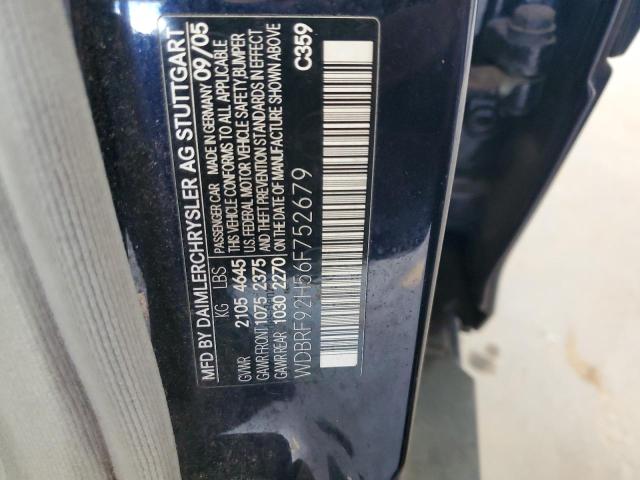 MFD BY DAIMLERCHRYSLER AG STUTTGART
PASSENGER CAR MADE IN GERMANY 09/05
KG LBS THIS VEHICLE CONFORMS TO ALL APPLICABLE
U.S. FEDERAL MOTOR VEHICLE SAFETY,BUMPER
GVWR 2105 4645 AND THEFT PREVENTION STANDARDS IN EFFECT
GAWR FRONT 1075 2375 ON THE DATE OF MANUFACTURE SHOWN ABOVE
GAWR REAR 1030 2270 C359
WDBRF92H56F752679